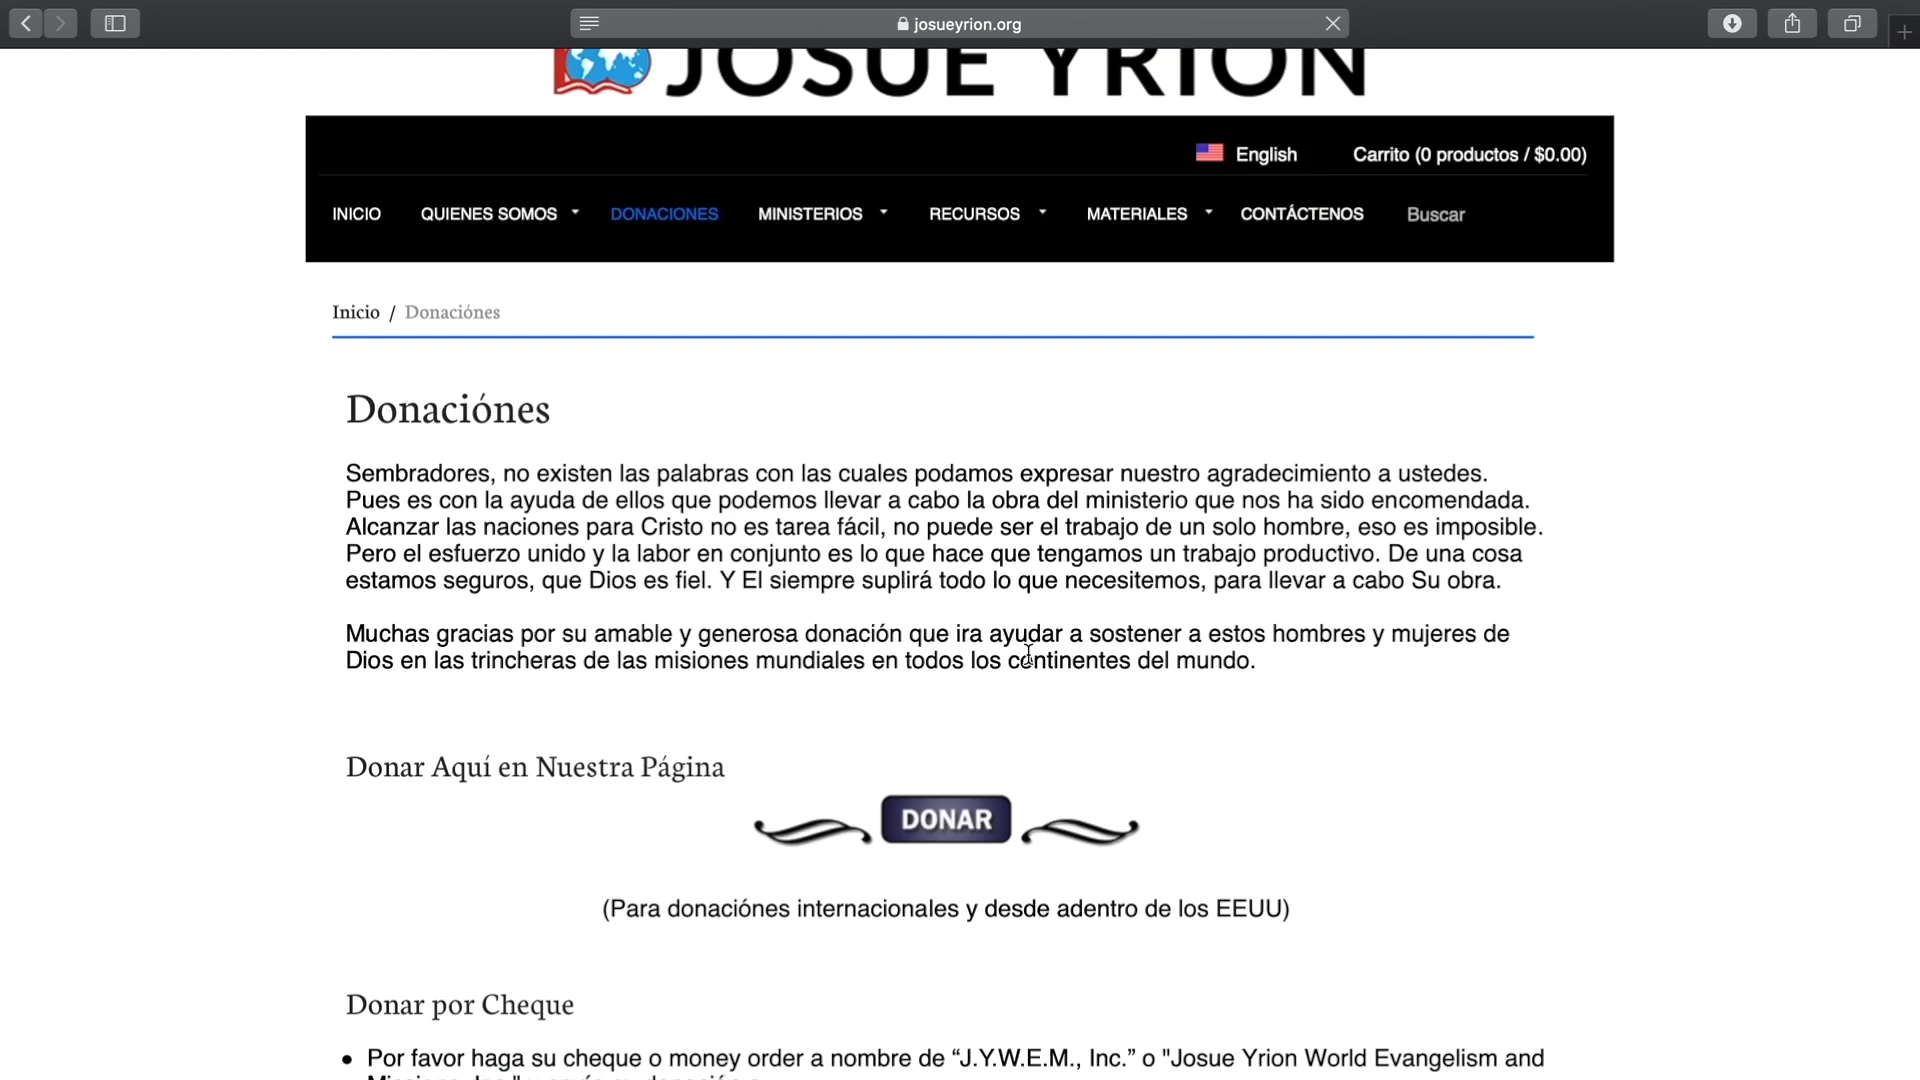 josueyrion.org
JOSUE YRION
English Carrito (0 productos / $0.00)
INICIO QUIENES SOMOS DONACIONES MINISTERIOS RECURSOS MATERIALES CONTÁCTENOS Buscar
Inicio / Donaciónes
Donaciónes
Sembradores, no existen las palabras con las cuales podamos expresar nuestro agradecimiento a ustedes.
Pues es con la ayuda de ellos que podemos llevar a cabo la obra del ministerio que nos ha sido encomendada.
Alcanzar las naciones para Cristo no es tarea fácil, no puede ser el trabajo de un solo hombre, eso es imposible.
Pero el esfuerzo unido y la labor en conjunto es lo que hace que tengamos un trabajo productivo. De una cosa
estamos seguros, que Dios es fiel. Y El siempre suplirá todo lo que necesitemos, para llevar a cabo Su obra.
Muchas gracias por su amable y generosa donación que ira ayudar a sostener a estos hombres y mujeres de
Dios en las trincheras de las misiones mundiales en todos los continentes del mundo.
Donar Aquí en Nuestra Página
DONAR
(Para donaciónes internacionales y desde adentro de los EEUU)
Donar por Cheque
• Por favor haga su cheque o money order a nombre de “J.Y.W.E.M., Inc.” o "Josue Yrion World Evangelism and